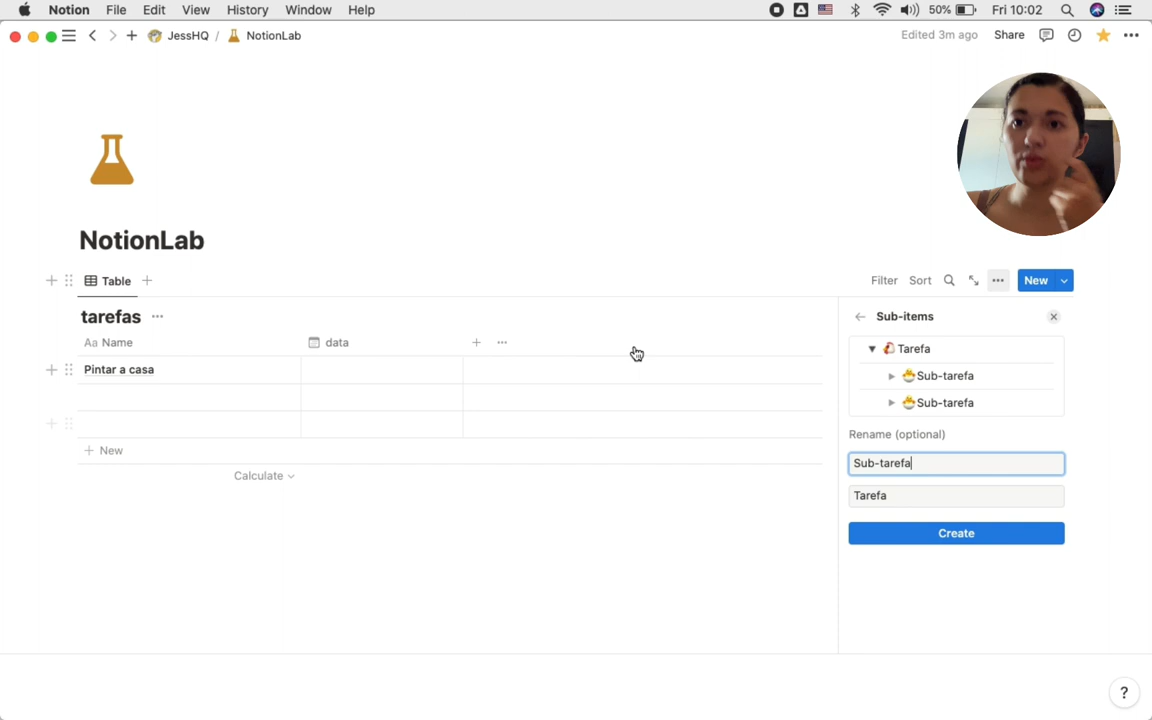 Notion File Edit View History Window Help 50% Fri 10:02
JessHQ / NotionLab Edited 3m ago Share
NotionLab
Table Filter Sort New
tarefas
Sub-items
Aa Name data
Tarefa
Pintar a casa
Sub-tarefa
Sub-tarefa
Rename (optional)
New
Sub-tarefa
Calculate
Tarefa
Create
?